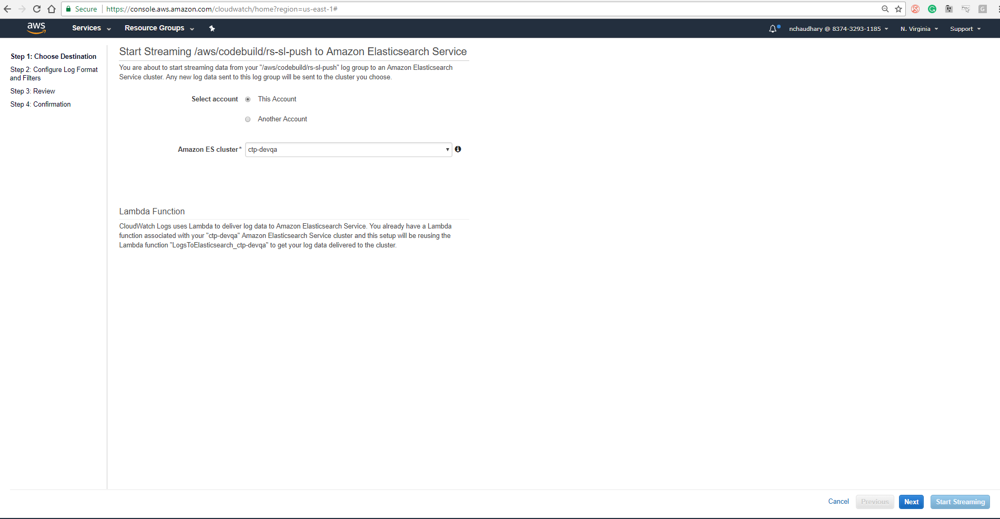 Secure https://console.aws.amazon.com/cloudwatch/home?region=us-east-1#
aws Services Resource Groups nchaudhary @ 8374-3293-1185 N. Virginia Support
Step 1: Choose Destination
Step 2: Configure Log Format
and Filters
Step 3: Review
Step 4: Confirmation
Start Streaming /aws/codebuild/rs-sl-push to Amazon Elasticsearch Service
You are about to start streaming data from your "/aws/codebuild/rs-sl-push" log group to an Amazon Elasticsearch
Service cluster. Any new log data sent to this log group will be sent to the cluster you choose.
Select account This Account
Another Account
Amazon ES cluster* ctp-devqa
Lambda Function
CloudWatch Logs uses Lambda to deliver log data to Amazon Elasticsearch Service. You already have a Lambda
function associated with your "ctp-devqa" Amazon Elasticsearch Service cluster and this setup will be reusing the
Lambda function "LogsToElasticsearch_ctp-devqa" to get your log data delivered to the cluster.
Cancel Previous Next Start Streaming